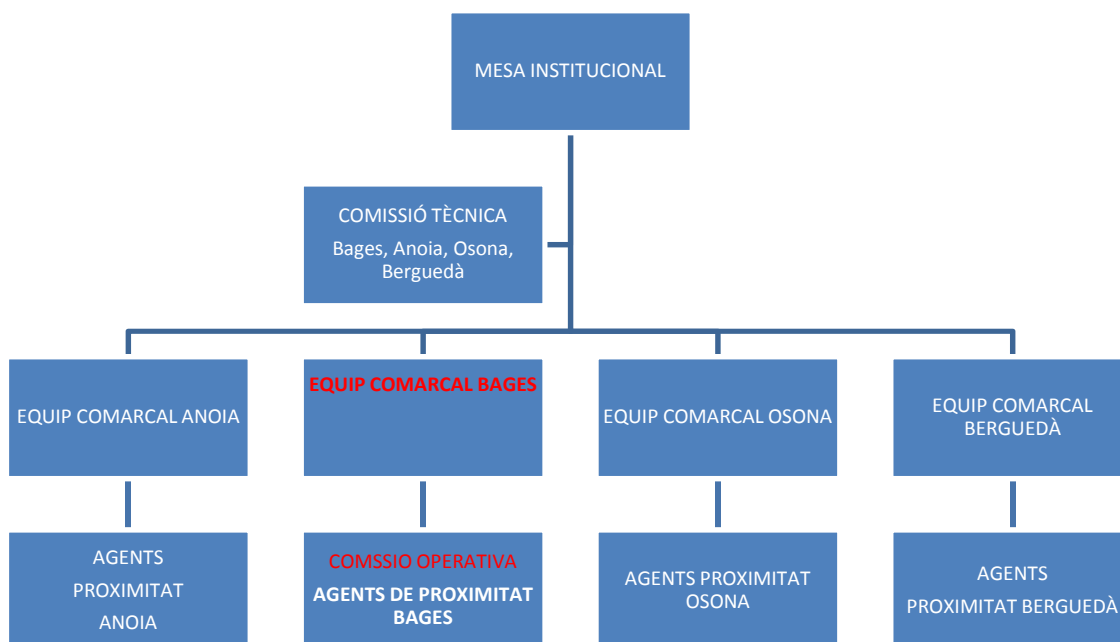 MESA INSTITUCIONAL
COMISSIÓ TÈCNICA
Bages, Anoia, Osona,
Berguedà
EQUIP COMARCAL ANOIA
EQUIP COMARCAL BAGES
EQUIP COMARCAL OSONA
EQUIP COMARCAL
BERGUEDÀ
AGENTS
PROXIMITAT
ANOIA
COMSSIO OPERATIVA
AGENTS DE PROXIMITAT
BAGES
AGENTS PROXIMITAT
OSONA
AGENTS
PROXIMITAT BERGUEDÀ